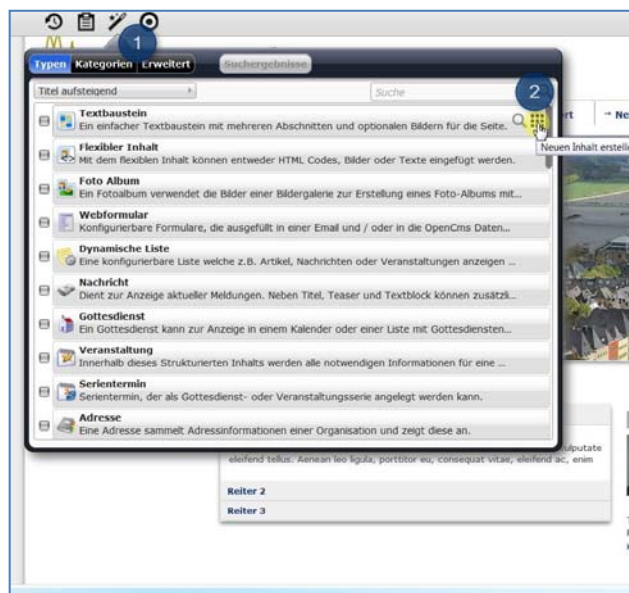 1
Typen Kategorien Erweitert Suchergebnisse
Titel aufsteigend Suche
2
Textbaustein
Ein einfacher Textbaustein mit mehreren Abschnitten und optionalen Bildern für die Seite.
ort → Ne
Neuen Inhalt erstelle
Flexibler Inhalt
Mit dem flexiblen Inhalt können entweder HTML Codes, Bilder oder Texte eingefügt werden.
Foto Album
Ein Fotoalbum verwendet die Bilder einer Bildergalerie zur Erstellung eines Foto-Albums mit...
Webformular
Konfigurierbare Formulare, die ausgefüllt in einer Email und / oder in die OpenCms Daten...
Dynamische Liste
Eine konfigurierbare Liste welche z.B. Artikel, Nachrichten oder Veranstaltungen anzeigen ...
Nachricht
Dient zur Anzeige aktueller Meldungen. Neben Titel, Teaser und Textblock können zusätzli...
Gottesdienst
Ein Gottesdienst kann zur Anzeige in einem Kalender oder einer Liste mit Gottesdiensten...
Veranstaltung
Innerhalb dieses Strukturierten Inhalts werden alle notwendigen Informationen für eine ...
Serientermin
Serientermin, der als Gottesdienst- oder Veranstaltungsserie angelegt werden kann.
Adresse
Eine Adresse sammelt Adressinformationen einer Organisation und zeigt diese an.
vulputate
eleifend tellus. Aenean leo ligula, porttitor eu, consequat vitae, eleifend ac, enim
Reiter 2
Reiter 3